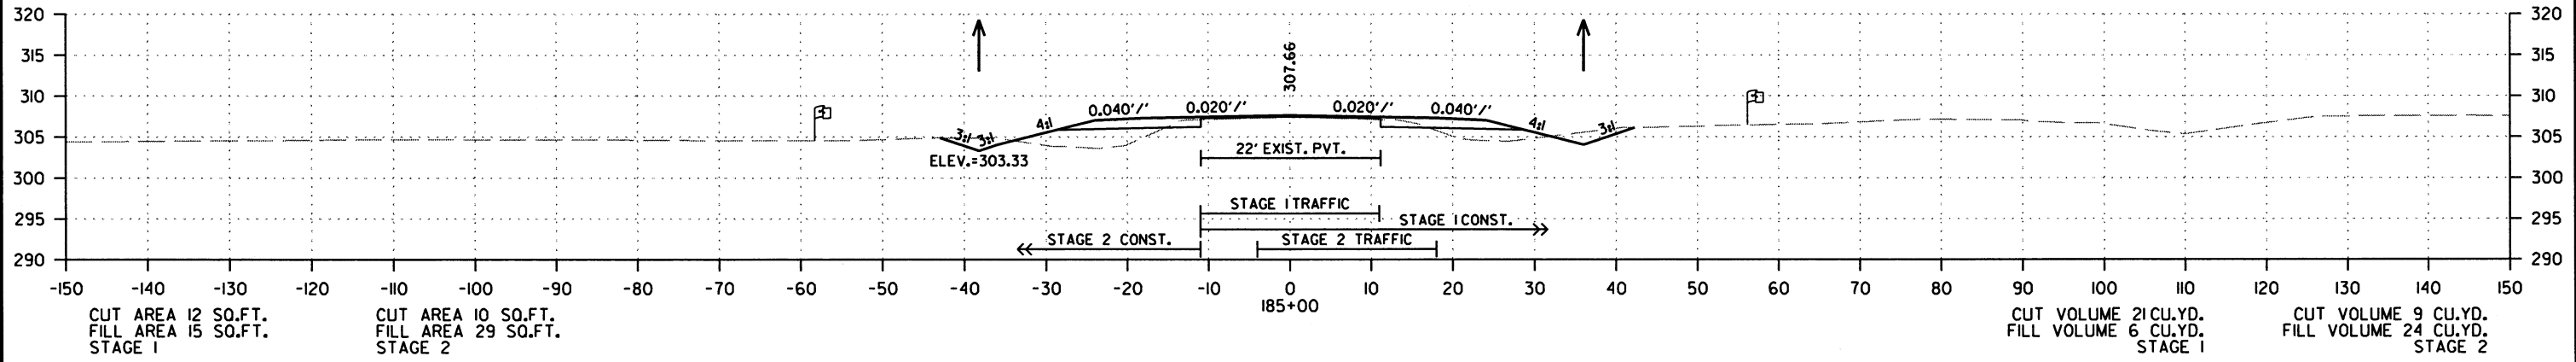 320 320
315 315
307.66
310 310
0.040'/' 0.020'/' 0.020'/' 0.040'/'
305 3:1 3:1 4:1 4:1 3:1 305
ELEV.=303.33
22' EXIST. PVT.
300 300
STAGE 1 TRAFFIC
295 STAGE 1 CONST. 295
STAGE 2 CONST. STAGE 2 TRAFFIC
290 290
-150 -140 -130 -120 -110 -100 -90 -80 -70 -60 -50 -40 -30 -20 -10 0 10 20 30 40 50 60 70 80 90 100 110 120 130 140 150
185+00
CUT AREA 12 SQ.FT. CUT AREA 10 SQ.FT. CUT VOLUME 21 CU.YD. CUT VOLUME 9 CU.YD.
FILL AREA 15 SQ.FT. FILL AREA 29 SQ.FT. FILL VOLUME 6 CU.YD. FILL VOLUME 24 CU.YD.
STAGE 1 STAGE 2 STAGE 1 STAGE 2